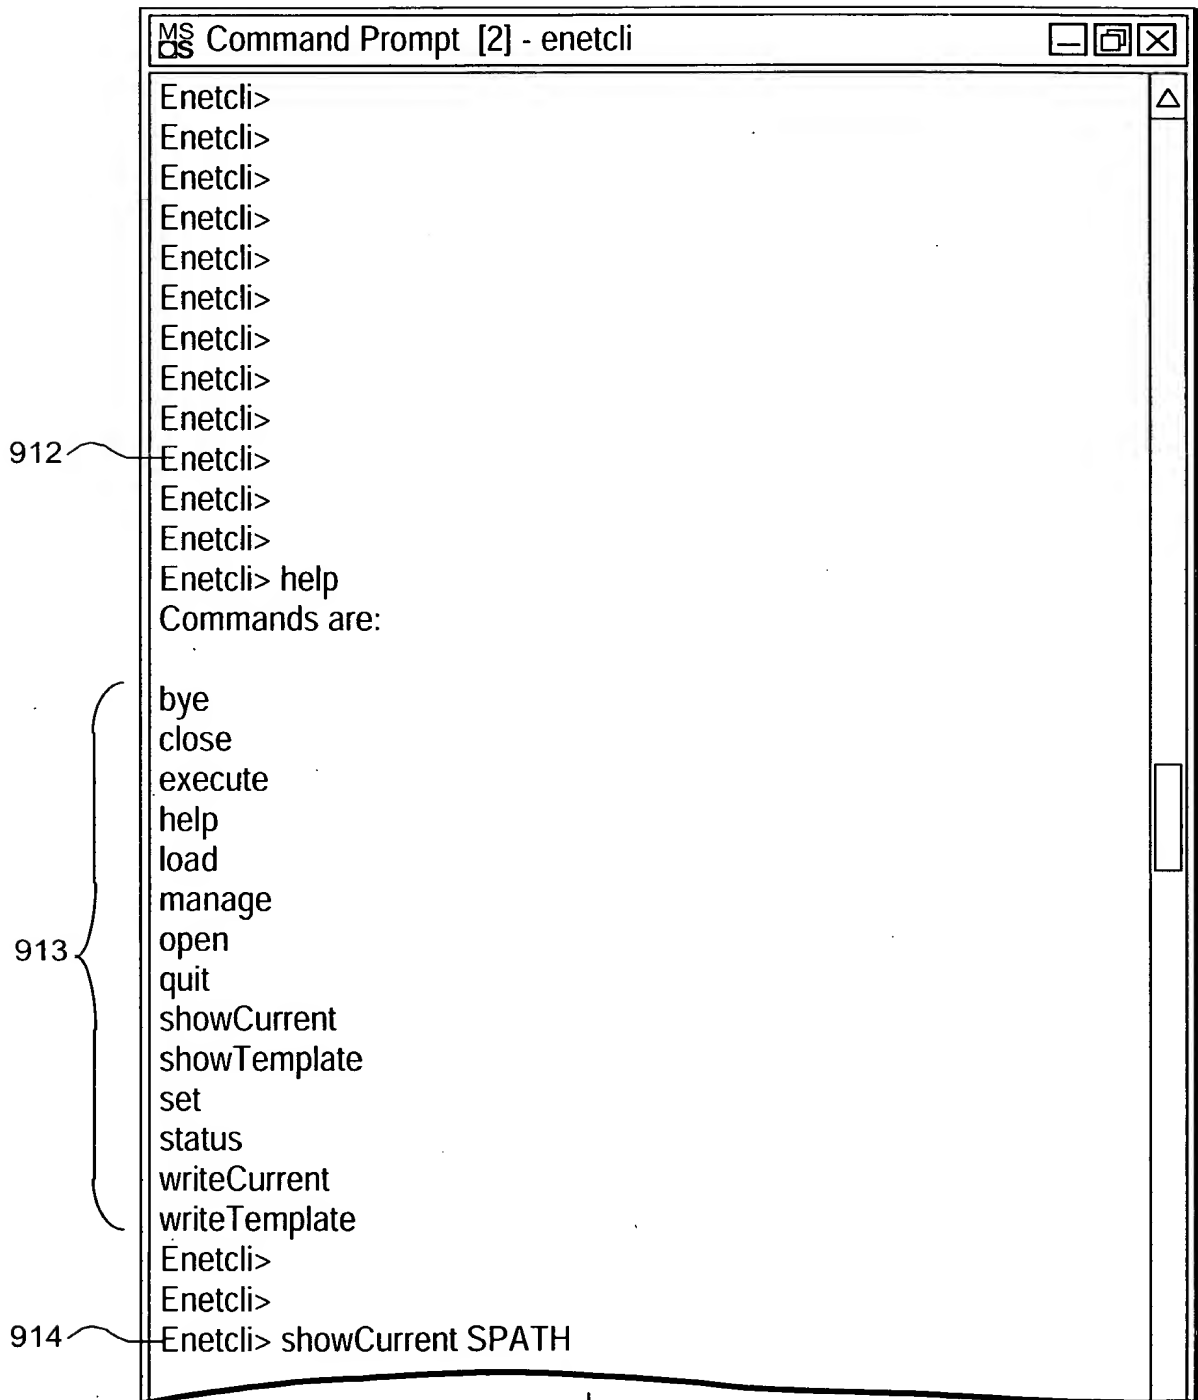 MS
DS Command Prompt [2] - enetcli
Enetcli>
Enetcli>
Enetcli>
Enetcli>
Enetcli>
Enetcli>
Enetcli>
Enetcli>
Enetcli>
912 Enetcli>
Enetcli>
Enetcli>
Enetcli> help
Commands are:
bye
close
execute
help
load
manage
913 open
quit
showCurrent
showTemplate
set
status
writeCurrent
writeTemplate
Enetcli>
Enetcli>
914 Enetcli> showCurrent SPATH